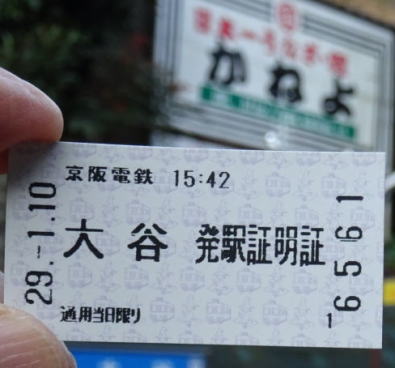 日本一うなぎ
かねよ
京阪電鉄 15:42
29.-1.10
大谷 発駅証明証
通用当日限り
6561
1